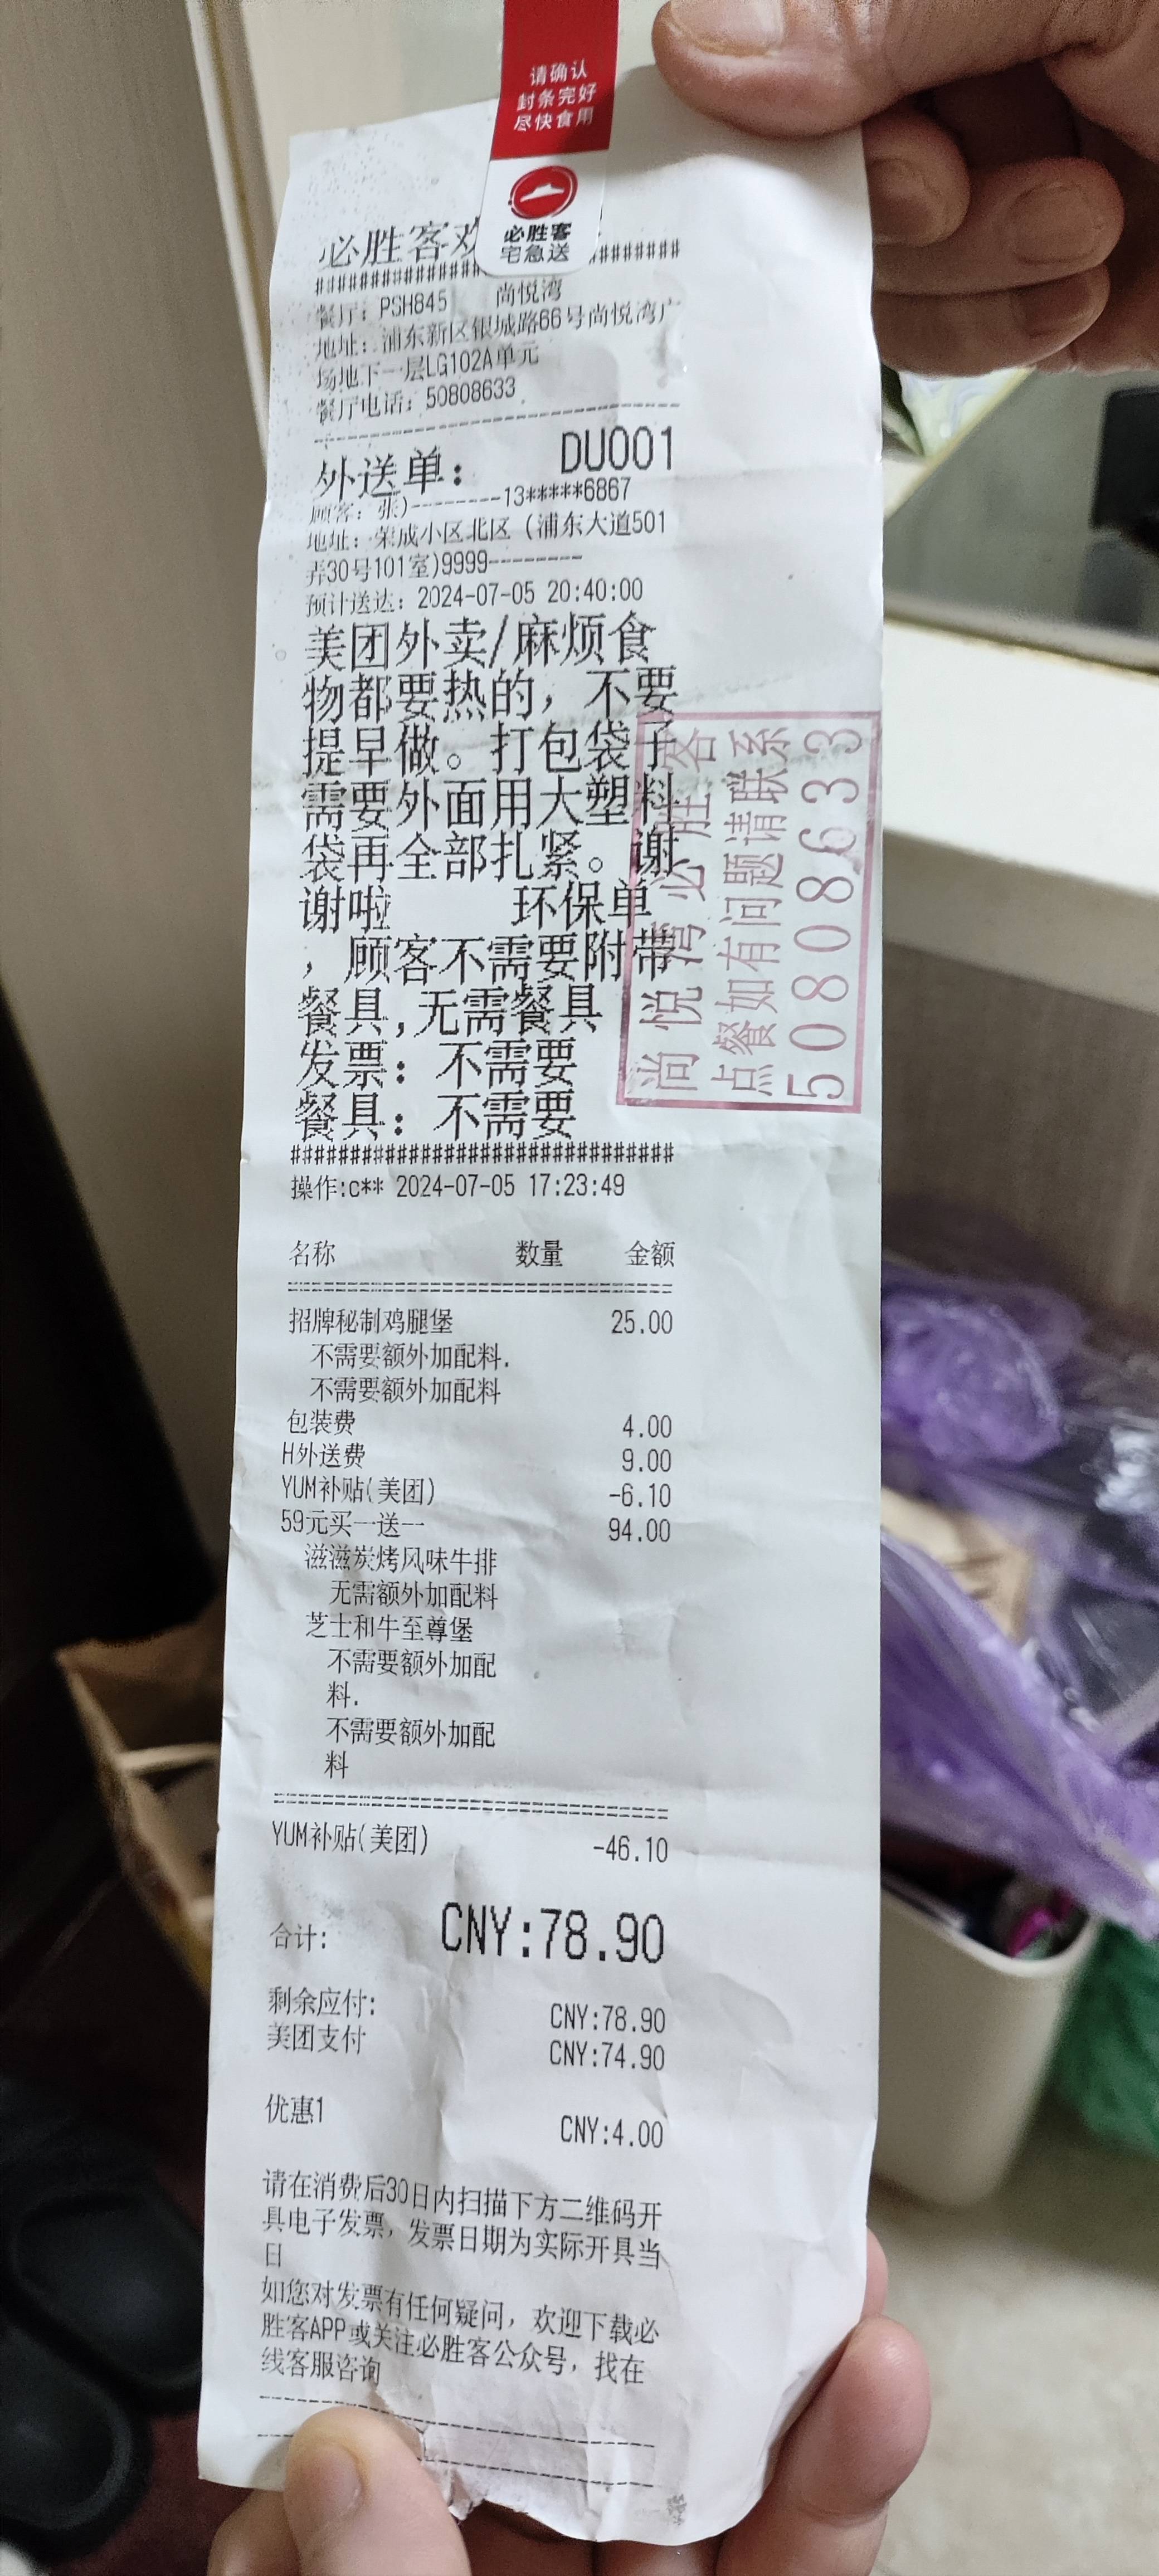 请确认
封条完好
尽快食用
必胜客
宅急送
必胜客欢
################################
餐厅: PSH845 尚悦湾
地址: 浦东新区银城路66号尚悦湾广
场地下一层LG102A单元
餐厅电话: 50808633
--------------------------------
外送单: DU001
顾客: 张)--------13*****6867
地址: 荣成小区北区 (浦东大道501
弄30号101室)9999--------
预计送达: 2024-07-05 20:40:00
美团外卖/麻烦食
物都要热的, 不要
提早做。打包袋子
需要外面用大塑料
袋再全部扎紧。谢
谢啦 环保单
, 顾客不需要附带
餐具,无需餐具
发票: 不需要
餐具: 不需要
################################
尚悦湾必胜客
点餐如有问题请联系
50808633
操作:c** 2024-07-05 17:23:49
名称 数量 金额
================================
招牌秘制鸡腿堡 25.00
不需要额外加配料.
不需要额外加配料
包装费 4.00
H外送费 9.00
YUM补贴(美团) -6.10
59元买一送一 94.00
滋滋炭烤风味牛排
无需额外加配料
芝士和牛至尊堡
不需要额外加配
料.
不需要额外加配
料
================================
YUM补贴(美团) -46.10
合计: CNY:78.90
剩余应付: CNY:78.90
美团支付 CNY:74.90
优惠1 CNY:4.00
请在消费后30日内扫描下方二维码开
具电子发票, 发票日期为实际开具当
日
如您对发票有任何疑问, 欢迎下载必
胜客APP或关注必胜客公众号, 找在
线客服咨询